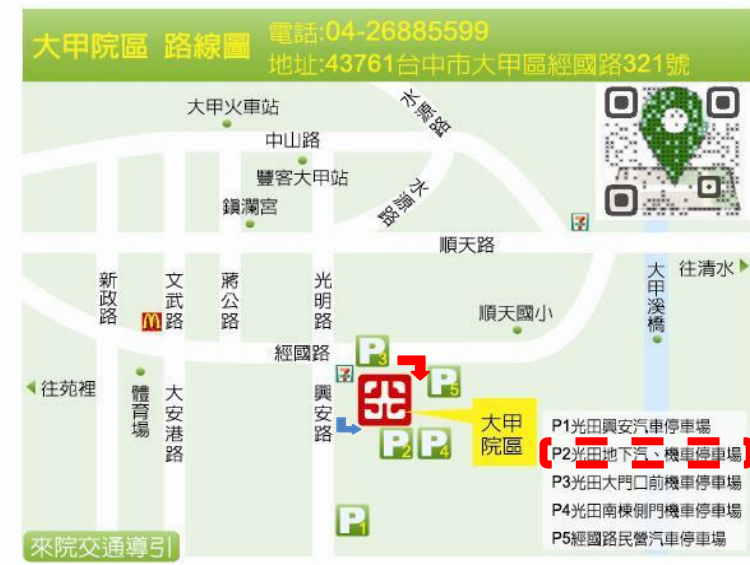 大甲院區 路線圖
電話:04-26885599
地址:43761台中市大甲區經國路321號
大甲火車站
水源路
中山路
豐客大甲站
水源路
鎮瀾宮
7
順天路
新政路
文武路
蔣公路
光明路
大甲溪橋
往清水
順天國小
M
經國路
P3
7
P5
往苑裡
體育場
大安港路
興安路
大甲
院區
P2
P4
P1
P1光田興安汽車停車場
P2光田地下汽、機車停車場
P3光田大門口前機車停車場
P4光田南棟側門機車停車場
P5經國路民營汽車停車場
來院交通導引